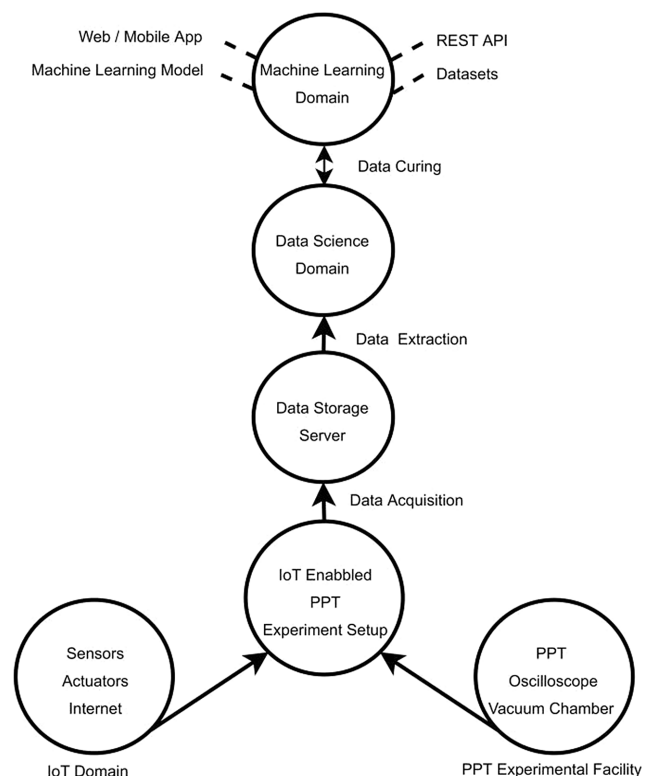 Web / Mobile App
REST API
Machine Learning Model
Machine Learning
Domain
Datasets
Data Curing
Data Science
Domain
Data Extraction
Data Storage
Server
Data Acquisition
IoT Enabbled
PPT
Experiment Setup
Sensors
Actuators
Internet
PPT
Oscilloscope
Vacuum Chamber
IoT Domain
PPT Experimental Facility